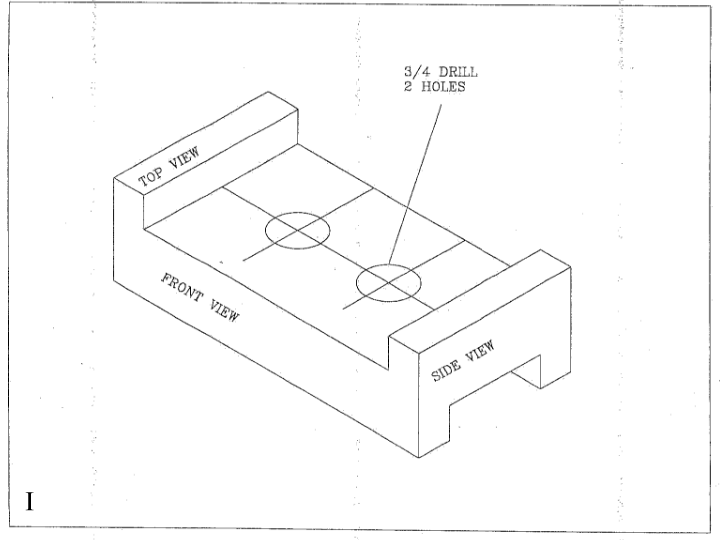 3/4 DRILL
2 HOLES
TOP VIEW
FRONT VIEW
SIDE VIEW
I